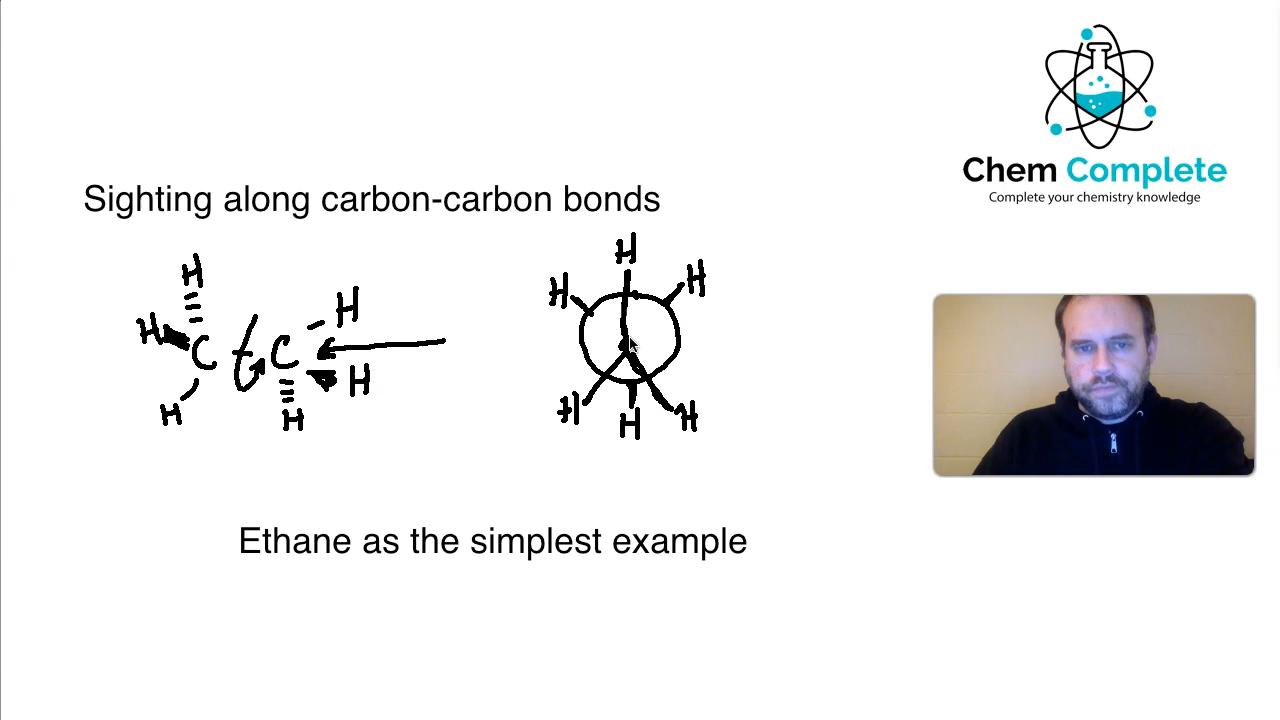 Chem Complete
Complete your chemistry knowledge
Sighting along carbon-carbon bonds
H
H H
H C C
H H
H
H
H H
H H
H
Ethane as the simplest example